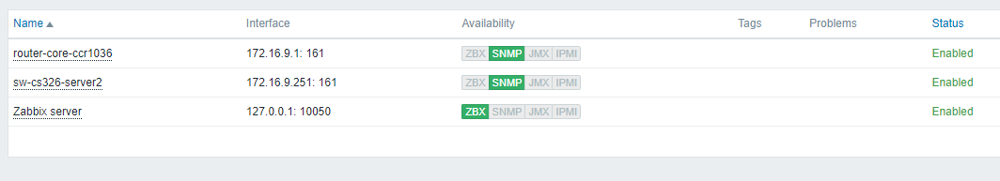 Name Interface Availability Tags Problems Status
router-core-ccr1036 172.16.9.1: 161 ZBX SNMP JMX IPMI Enabled
sw-cs326-server2 172.16.9.251: 161 ZBX SNMP JMX IPMI Enabled
Zabbix server 127.0.0.1: 10050 ZBX SNMP JMX IPMI Enabled